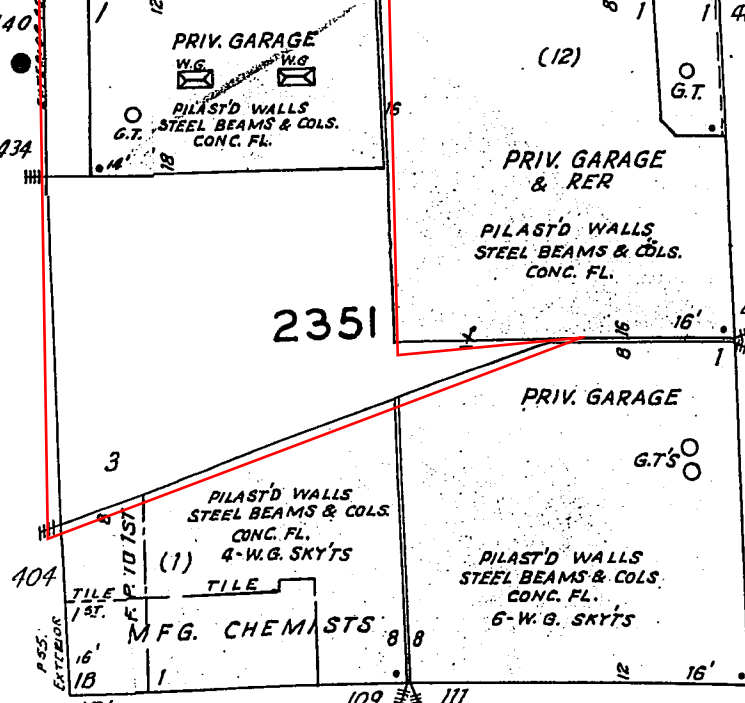 140
1
12
8
1
1
PRIV. GARAGE
W.G.
W.G.
PILAST'D WALLS
STEEL BEAMS & COLS.
CONC. FL.
G.T.
434
14'
18
16
(12)
G.T.
PRIV. GARAGE
& RER
PILAST'D WALLS
STEEL BEAMS & COLS.
CONC. FL.
2351
16
16'
8
1
PRIV. GARAGE
G.T'S
3
PILAST'D WALLS
STEEL BEAMS & COLS.
CONC. FL.
4-W.G. SKY'TS
8
F. P. TO 1ST
(1)
404
TILE
1ST.
TILE
MFG. CHEMISTS
PILAST'D WALLS
STEEL BEAMS & COLS
CONC. FL.
6-W.G. SKY'TS
EXTERIOR
16'
1B
1
8
8
12
16'
109
111